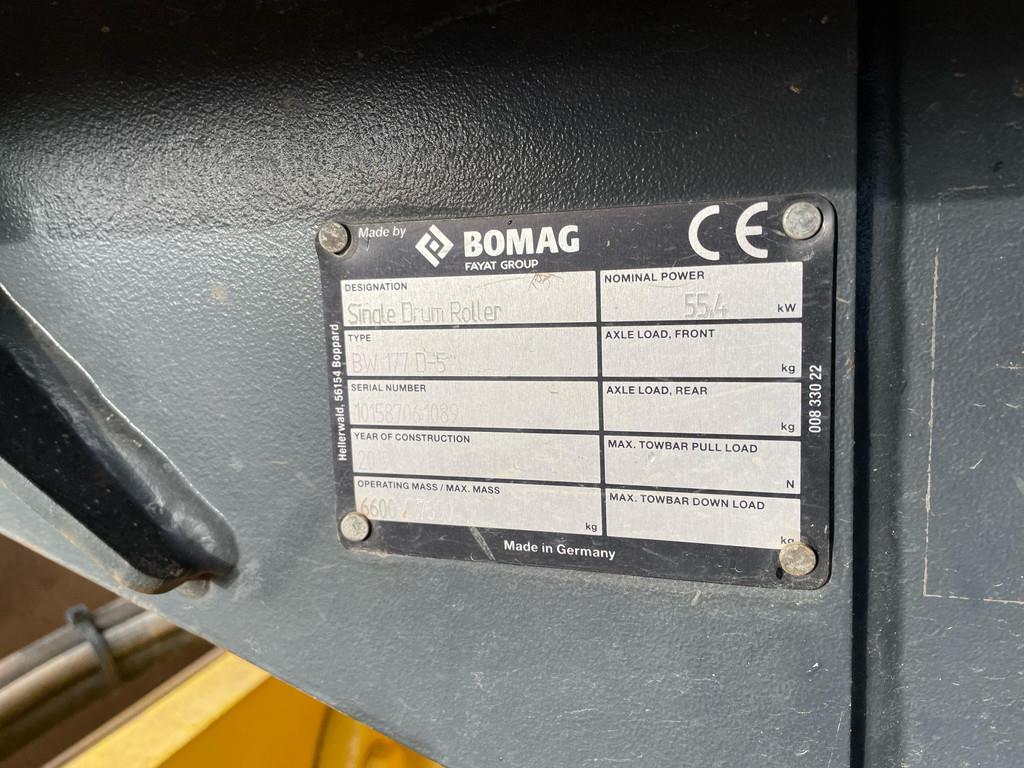 Made by BOMAG CE
FAYAT GROUP
DESIGNATION
Single Drum Roller
TYPE
BW 177 D-5
SERIAL NUMBER
101587061089
YEAR OF CONSTRUCTION
OPERATING MASS / MAX. MASS
6600
kg
NOMINAL POWER
55,4 kW
AXLE LOAD, FRONT
kg
AXLE LOAD, REAR
kg
MAX. TOWBAR PULL LOAD
N
MAX. TOWBAR DOWN LOAD
kg
Made in Germany
Hellerwald, 56154 Boppard
008 330 22